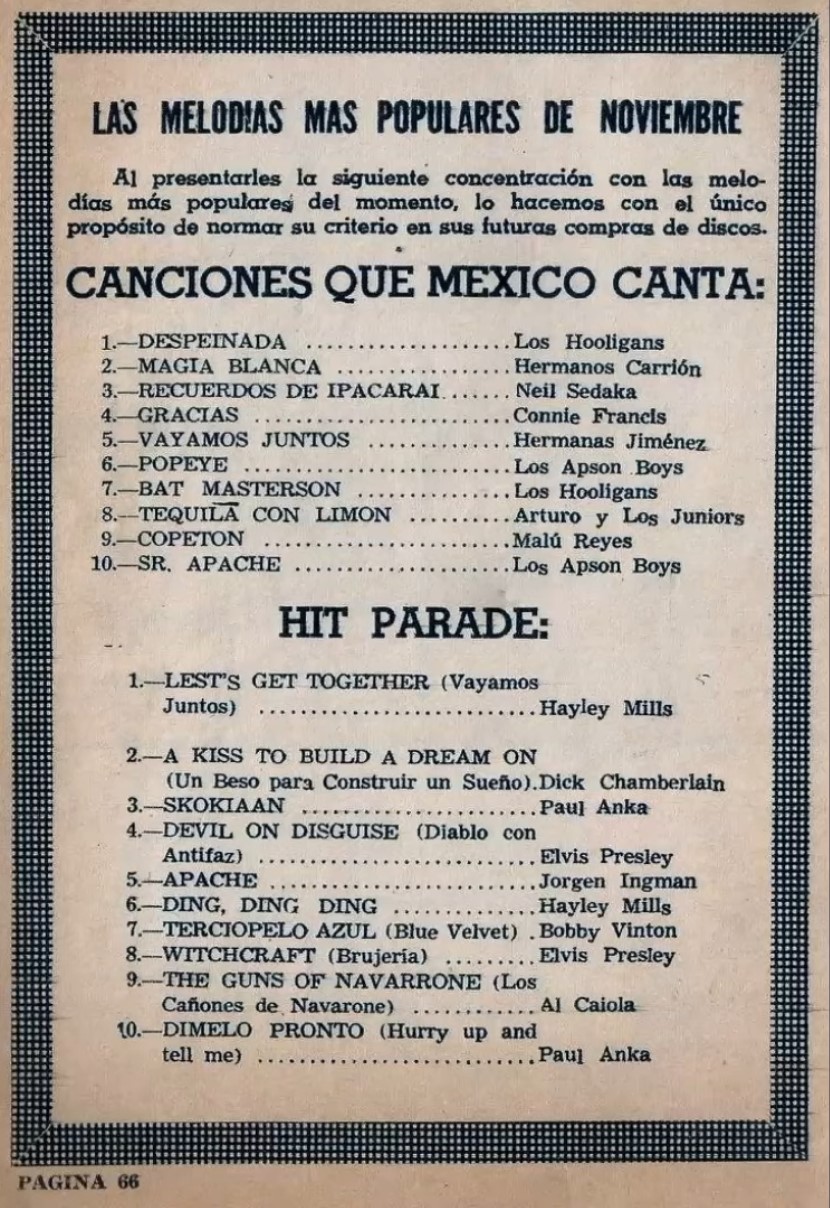 LAS MELODIAS MAS POPULARES DE NOVIEMBRE
Al presentarles la siguiente concentración con las melo-
días más populares del momento, lo hacemos con el único
propósito de normar su criterio en sus futuras compras de discos.
CANCIONES QUE MEXICO CANTA:
1.—DESPEINADA ....................Los Hooligans
2.—MAGIA BLANCA .................Hermanos Carrión
3.—RECUERDOS DE IPACARAI.......Neil Sedaka
4.—GRACIAS .........................Connie Francis
5.—VAYAMOS JUNTOS ..............Hermanas Jiménez
6.—POPEYE ..........................Los Apson Boys
7.—BAT MASTERSON ...............Los Hooligans
8.—TEQUILA CON LIMON ..........Arturo y Los Juniors
9.—COPETON ........................Malú Reyes
10.—SR. APACHE .....................Los Apson Boys
HIT PARADE:
1.—LEST'S GET TOGETHER (Vayamos
Juntos) ...........................Hayley Mills
2.—A KISS TO BUILD A DREAM ON
(Un Beso para Construir un Sueño).Dick Chamberlain
3.—SKOKIAAN .......................Paul Anka
4.—DEVIL ON DISGUISE (Diablo con
Antifaz) ...........................Elvis Presley
5.—APACHE ..........................Jorgen Ingman
6.—DING, DING DING ..............Hayley Mills
7.—TERCIOPELO AZUL (Blue Velvet) .Bobby Vinton
8.—WITCHCRAFT (Brujería) .........Elvis Presley
9.—THE GUNS OF NAVARRONE (Los
Cañones de Navarone) ............Al Caiola
10.—DIMELO PRONTO (Hurry up and
tell me) ...........................Paul Anka
PAGINA 66